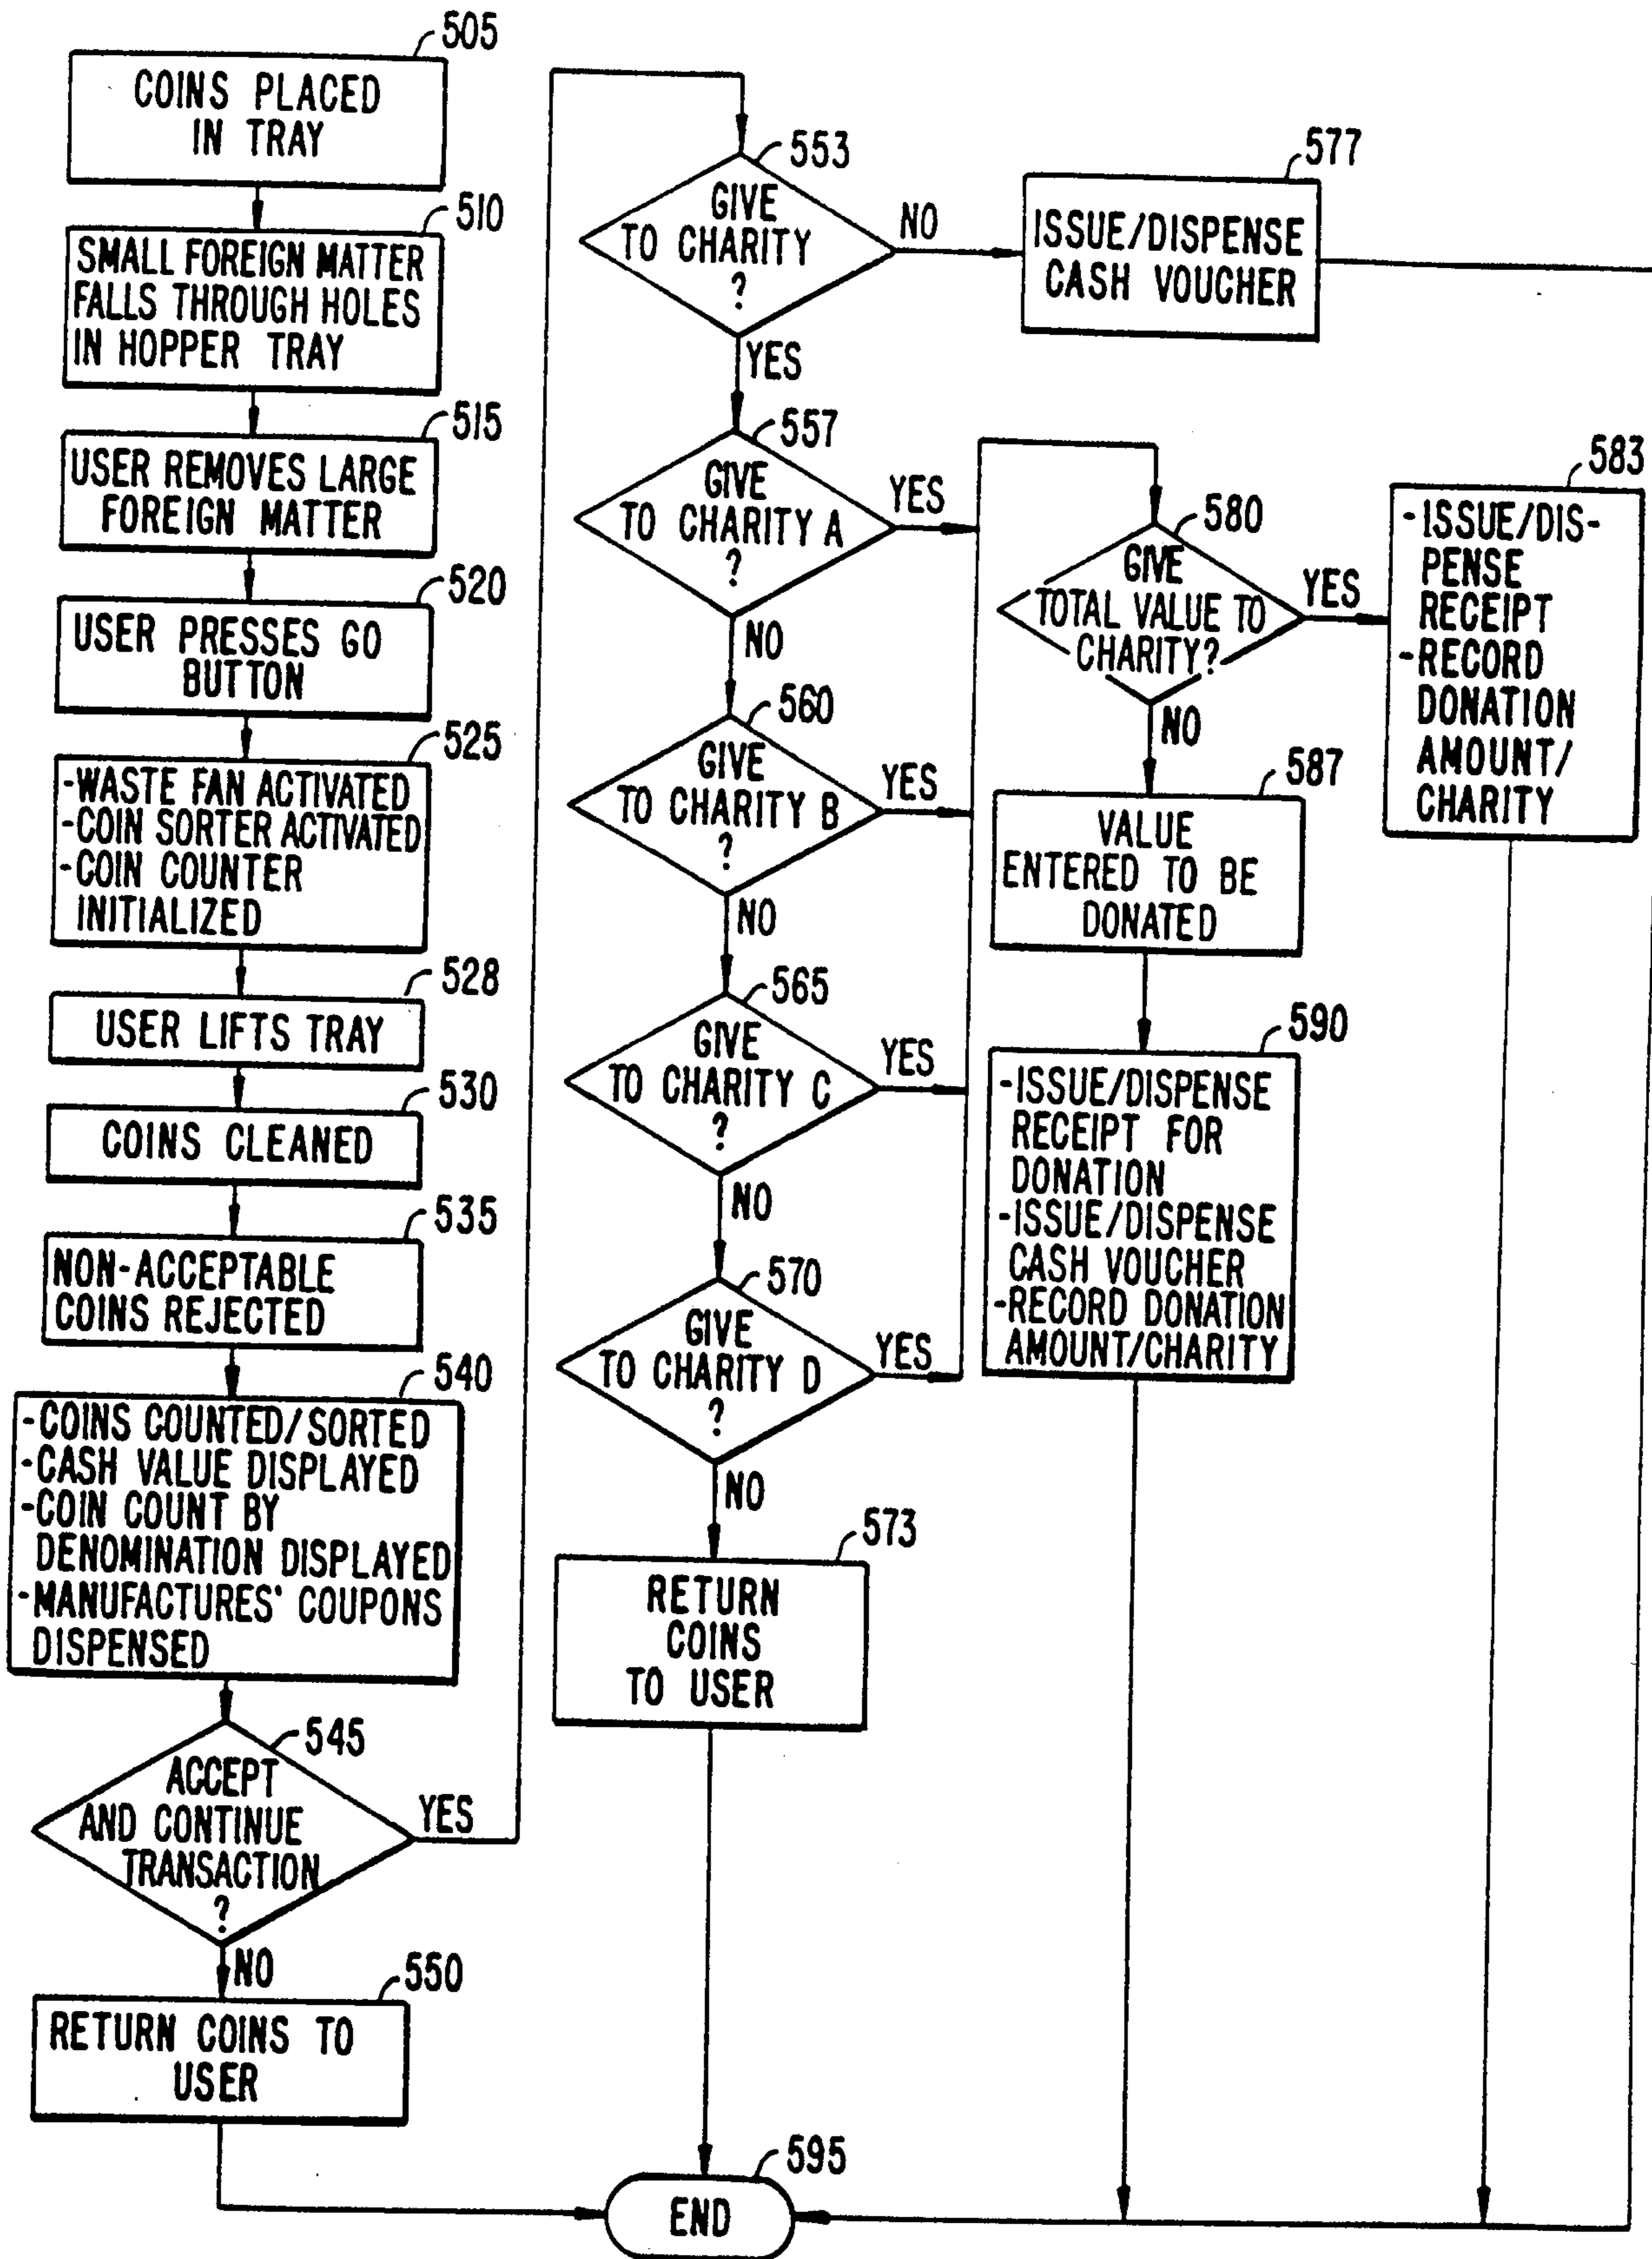 505
COINS PLACED
IN TRAY
510
SMALL FOREIGN MATTER
FALLS THROUGH HOLES
IN HOPPER TRAY
515
USER REMOVES LARGE
FOREIGN MATTER
520
USER PRESSES GO
BUTTON
525
-WASTE FAN ACTIVATED
-COIN SORTER ACTIVATED
-COIN COUNTER
INITIALIZED
528
USER LIFTS TRAY
530
COINS CLEANED
535
NON-ACCEPTABLE
COINS REJECTED
540
-COINS COUNTED/SORTED
-CASH VALUE DISPLAYED
-COIN COUNT BY
DENOMINATION DISPLAYED
-MANUFACTURES' COUPONS
DISPENSED
545
ACCEPT
AND CONTINUE
TRANSACTION
?
YES
NO
550
RETURN COINS TO
USER
553
GIVE
TO CHARITY
?
NO
YES
577
ISSUE/DISPENSE
CASH VOUCHER
557
GIVE
TO CHARITY A
?
YES
NO
560
GIVE
TO CHARITY B
?
YES
NO
565
GIVE
TO CHARITY C
?
YES
NO
570
GIVE
TO CHARITY D
?
YES
NO
573
RETURN
COINS
TO USER
580
GIVE
TOTAL VALUE TO
CHARITY?
YES
NO
583
-ISSUE/DIS-
PENSE
RECEIPT
-RECORD
DONATION
AMOUNT/
CHARITY
587
VALUE
ENTERED TO BE
DONATED
590
-ISSUE/DISPENSE
RECEIPT FOR
DONATION
-ISSUE/DISPENSE
CASH VOUCHER
-RECORD DONATION
AMOUNT/CHARITY
595
END